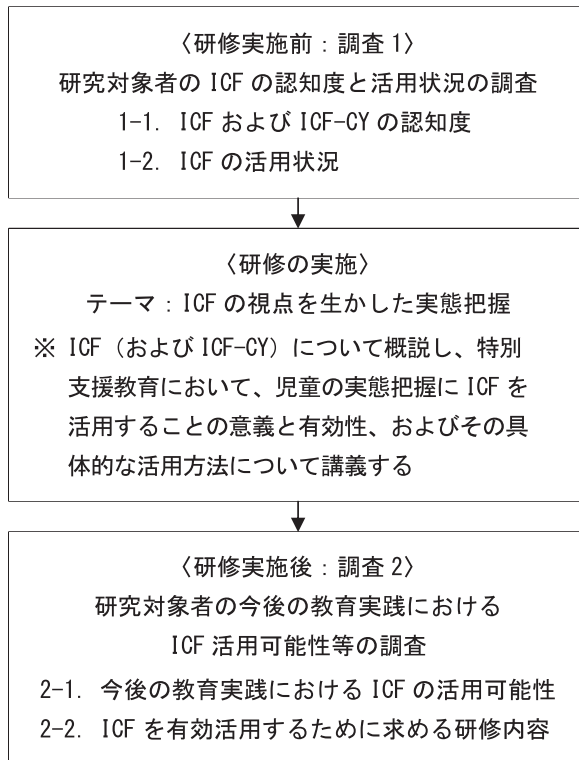 〈研修実施前：調査1〉
研究対象者の ICF の認知度と活用状況の調査
1-1. ICF および ICF-CY の認知度
1-2. ICF の活用状況
〈研修の実施〉
テーマ：ICF の視点を生かした実態把握
※ ICF（および ICF-CY）について概説し、特別
支援教育において、児童の実態把握に ICF を
活用することの意義と有効性、およびその具
体的な活用方法について講義する
〈研修実施後：調査2〉
研究対象者の今後の教育実践における
ICF 活用可能性等の調査
2-1. 今後の教育実践における ICF の活用可能性
2-2. ICF を有効活用するために求める研修内容